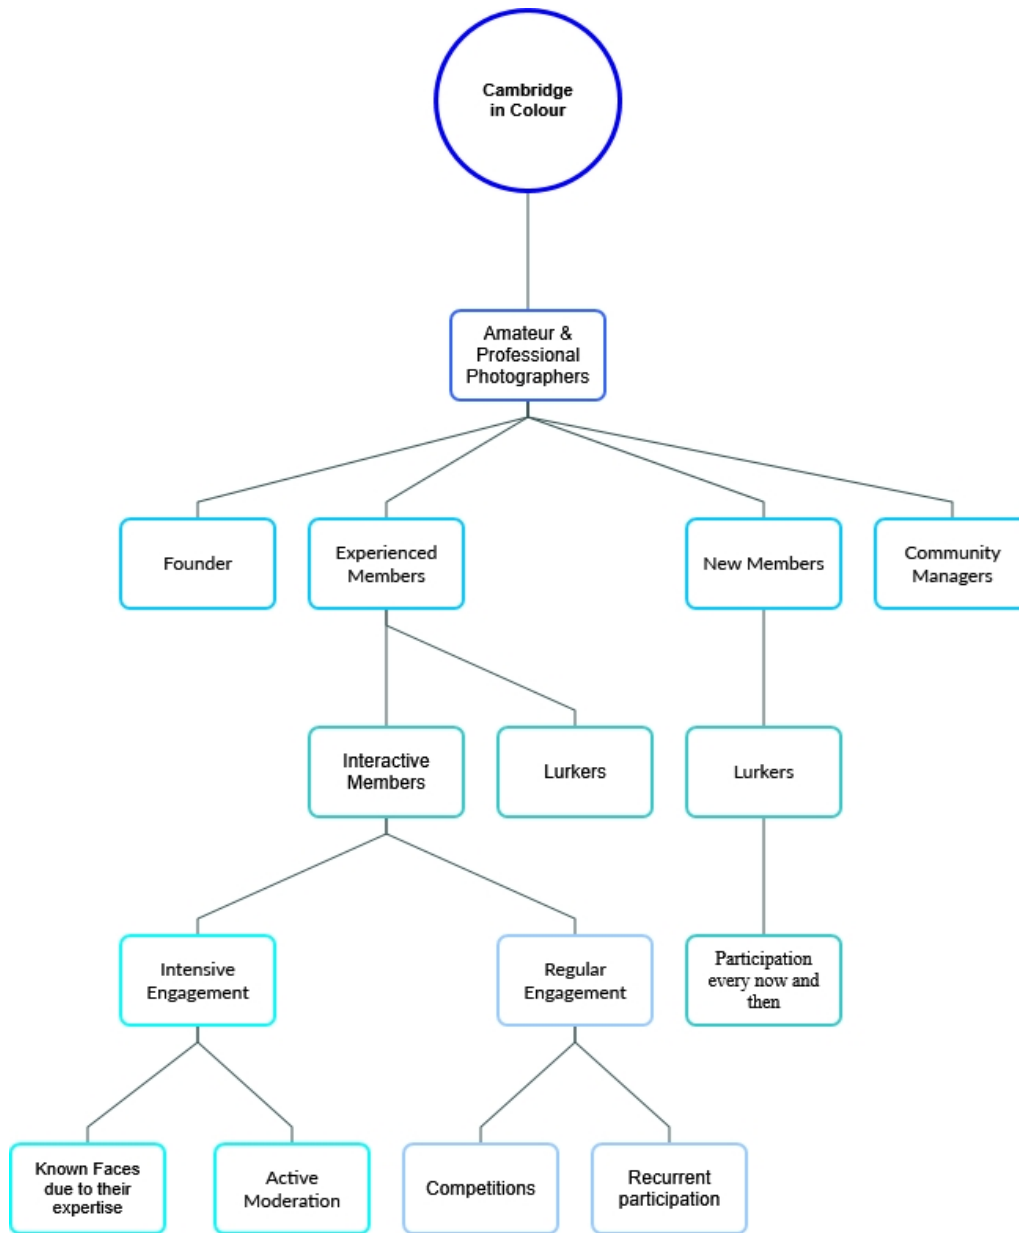 Cambridge
in Colour
Amateur &
Professional
Photographers
Founder
Experienced
Members
New Members
Community
Managers
Interactive
Members
Lurkers
Lurkers
Intensive
Engagement
Regular
Engagement
Participation
every now and
then
Known Faces
due to their
expertise
Active
Moderation
Competitions
Recurrent
participation